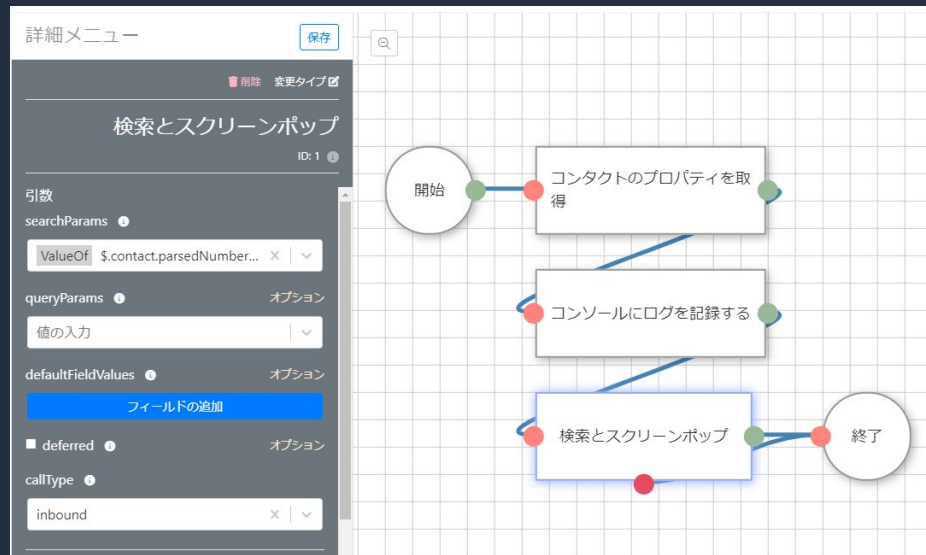 詳細メニュー
保存
削除 変更タイプ
検索とスクリーンポップ
ID: 1
引数
searchParams
ValueOf $.contact.parsedNumber...
queryParams オプション
値の入力
defaultFieldValues オプション
フィールドの追加
deferred オプション
callType
inbound
開始
コンタクトのプロパティを取
得
コンソールにログを記録する
検索とスクリーンポップ
終了